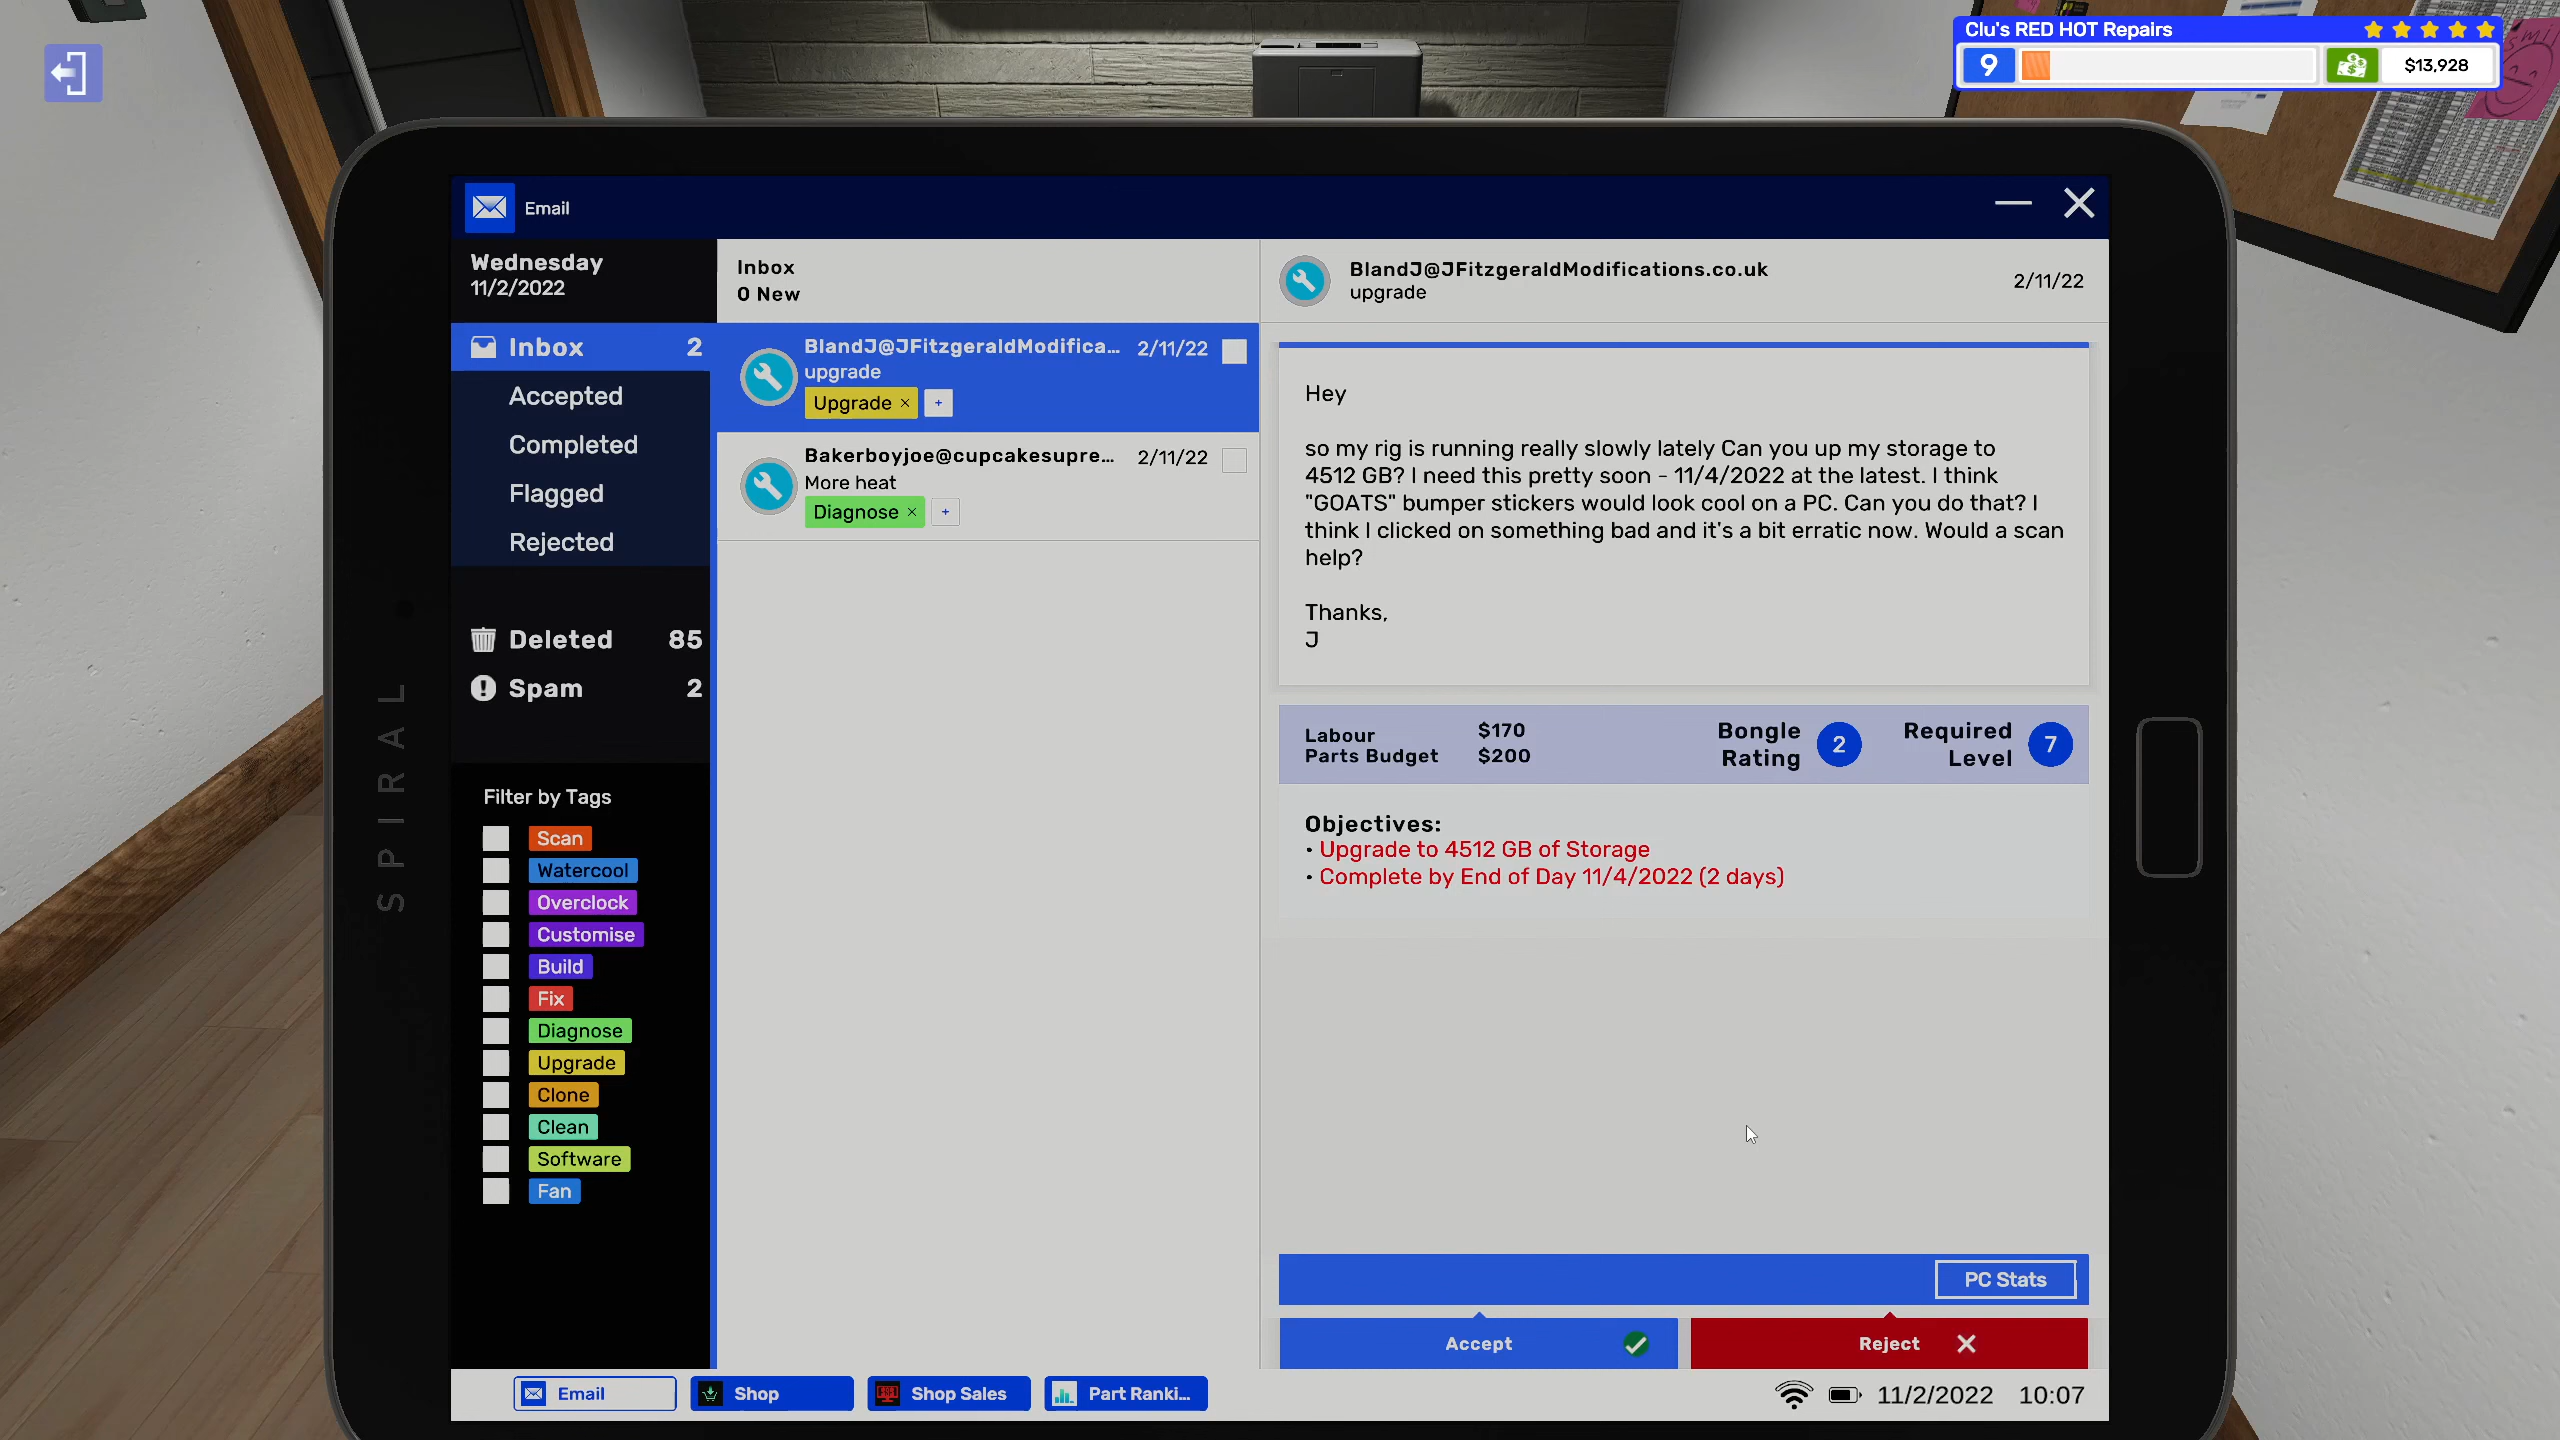 Clu's RED HOT Repairs
9
$13,928
Email
Wednesday
11/2/2022
Inbox 2
Accepted
Completed
Flagged
Rejected
Deleted 85
Spam 2
Filter by Tags
Scan
Watercool
Overclock
Customise
Build
Fix
Diagnose
Upgrade
Clone
Clean
Software
Fan
Inbox
0 New
BlandJ@JFitzgeraldModifica... 2/11/22
upgrade
Upgrade × +
Bakerboyjoe@cupcakesupre... 2/11/22
More heat
Diagnose × +
BlandJ@JFitzgeraldModifications.co.uk
upgrade
2/11/22
Hey
so my rig is running really slowly lately Can you up my storage to
4512 GB? I need this pretty soon - 11/4/2022 at the latest. I think
"GOATS" bumper stickers would look cool on a PC. Can you do that? I
think I clicked on something bad and it's a bit erratic now. Would a scan
help?
Thanks,
J
Labour $170
Parts Budget $200
Bongle
Rating
2
Required
Level
7
Objectives:
• Upgrade to 4512 GB of Storage
• Complete by End of Day 11/4/2022 (2 days)
PC Stats
Accept
Reject
Email
Shop
Shop Sales
Part Ranki...
11/2/2022 10:07
SPIRAL